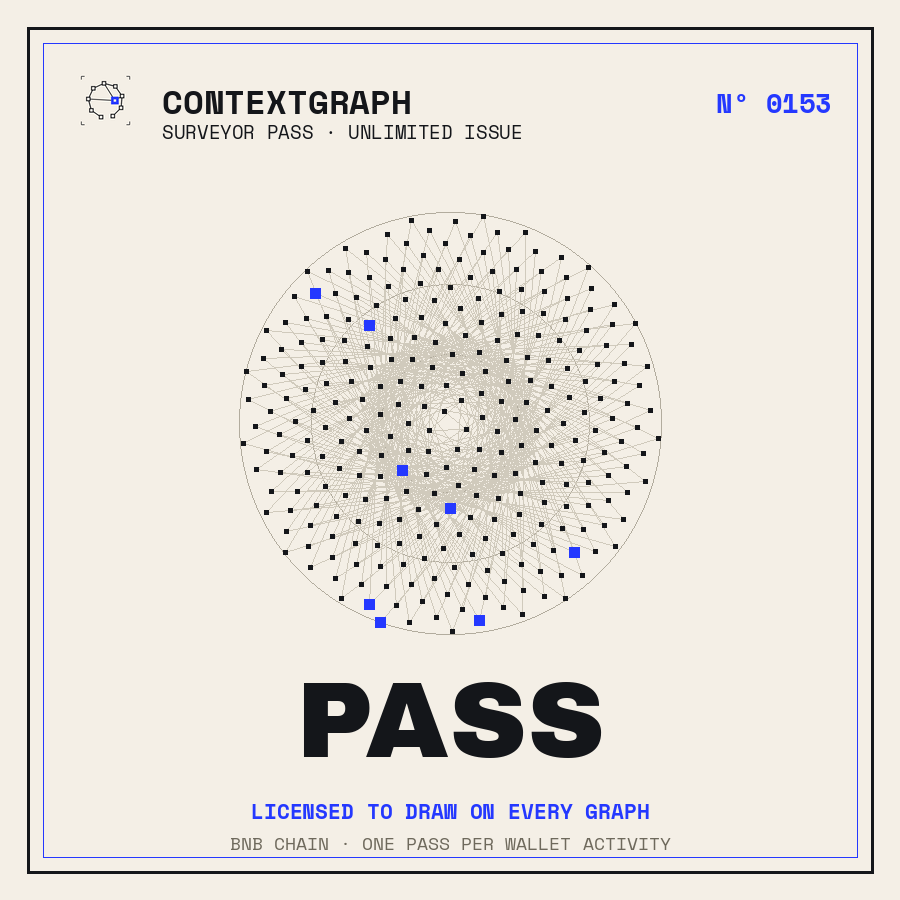 CONTEXTGRAPH
N° 0153
SURVEYOR PASS · UNLIMITED ISSUE
PASS
LICENSED TO DRAW ON EVERY GRAPH
BNB CHAIN · ONE PASS PER WALLET ACTIVITY